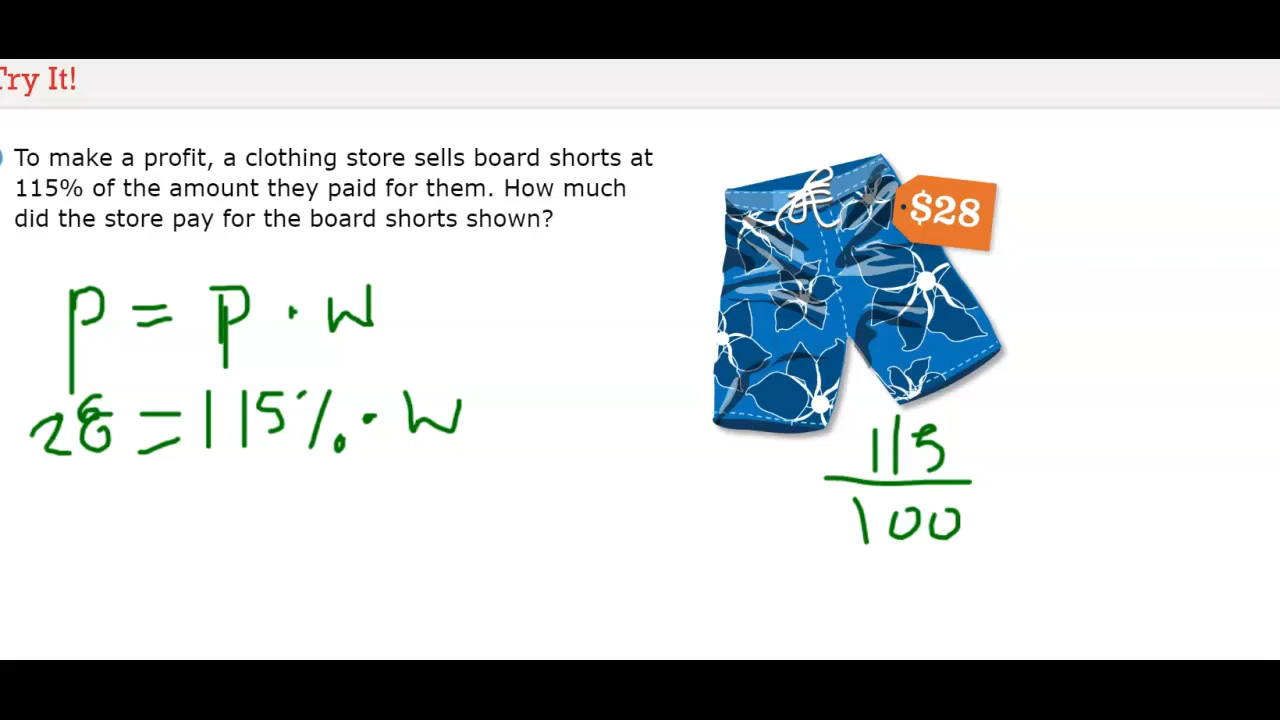 Try It!
To make a profit, a clothing store sells board shorts at
115% of the amount they paid for them. How much
did the store pay for the board shorts shown?
$28
p = p · w
28 = 115% · w
115
100